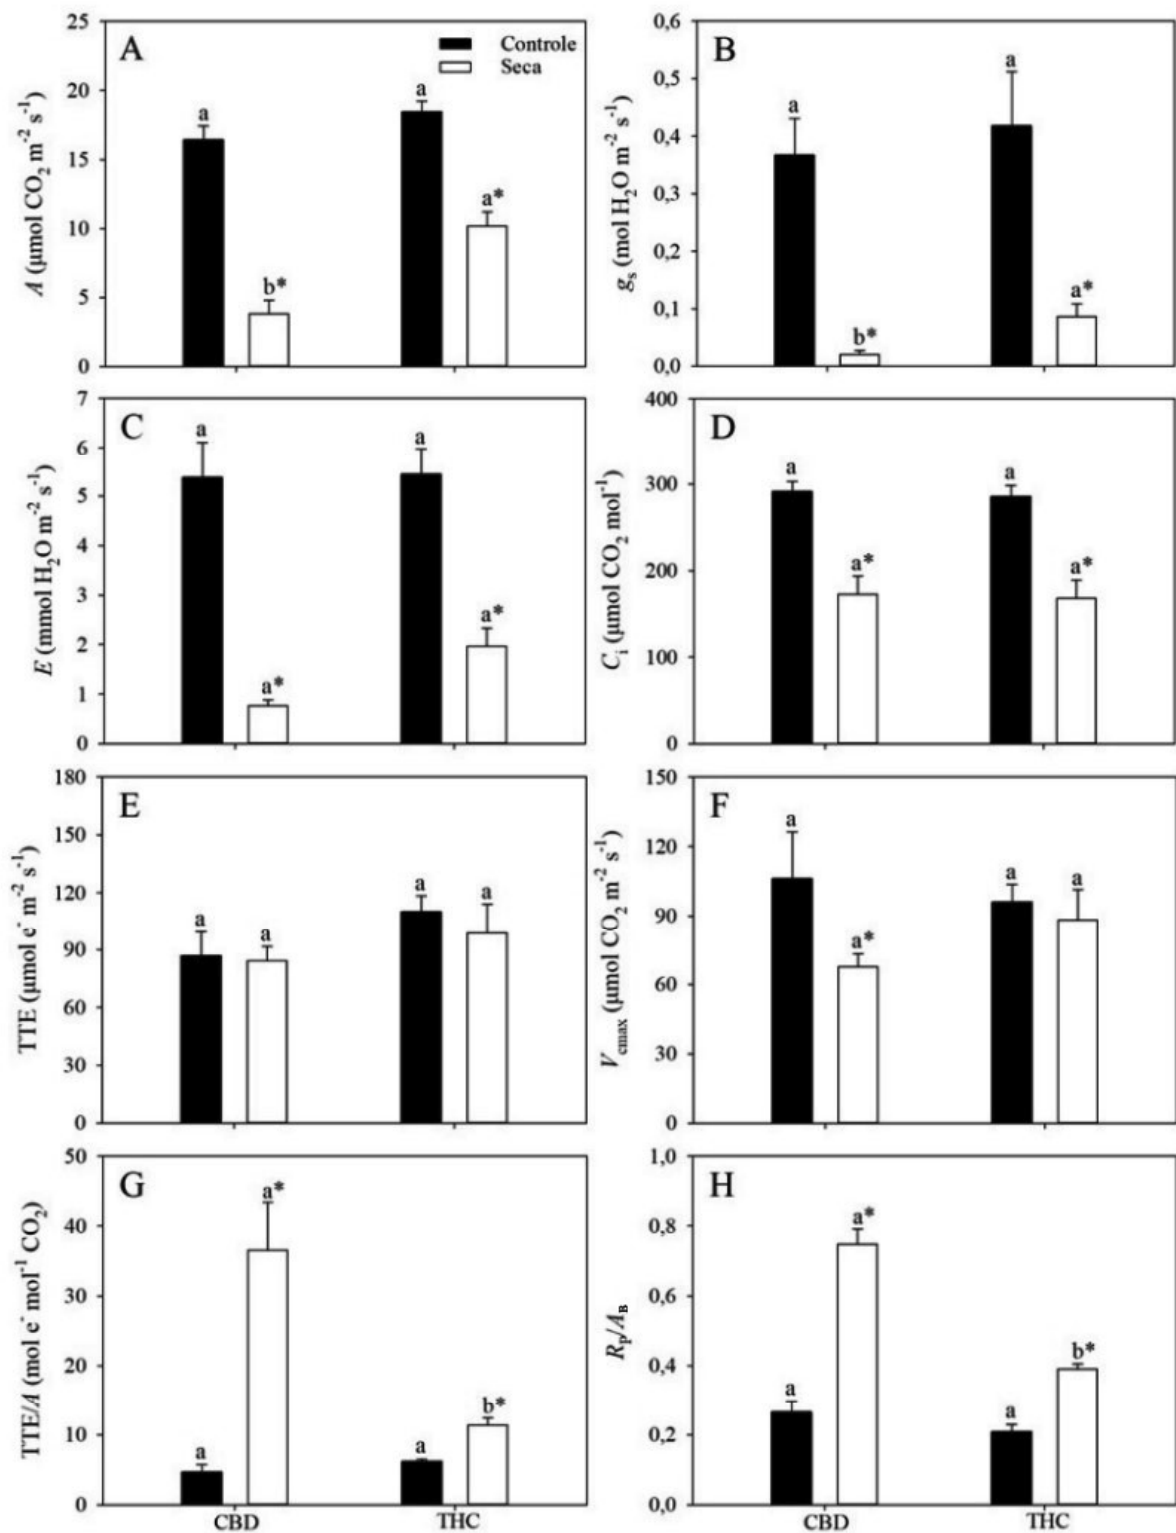 A
Controle
Seca
A (μmol CO₂ m⁻² s⁻¹)
25
20
15
10
5
0
a
b*
a
a*
B
gₛ (mol H₂O m⁻² s⁻¹)
0,6
0,5
0,4
0,3
0,2
0,1
0,0
a
b*
a
a*
C
E (mmol H₂O m⁻² s⁻¹)
7
6
5
4
3
2
1
0
a
a*
a
a*
D
Cᵢ (μmol CO₂ mol⁻¹)
400
300
200
100
0
a
a*
a
a*
E
TTE (μmol e⁻ m⁻² s⁻¹)
180
150
120
90
60
30
0
a
a
a
a
F
V_cmax (μmol CO₂ m⁻² s⁻¹)
150
120
90
60
30
0
a
a*
a
a
G
TTE/A (mol e⁻ mol⁻¹ CO₂)
50
40
30
20
10
0
a
a*
a
b*
CBD
THC
H
R_P/A_B
1,0
0,8
0,6
0,4
0,2
0,0
a
a*
a
b*
CBD
THC